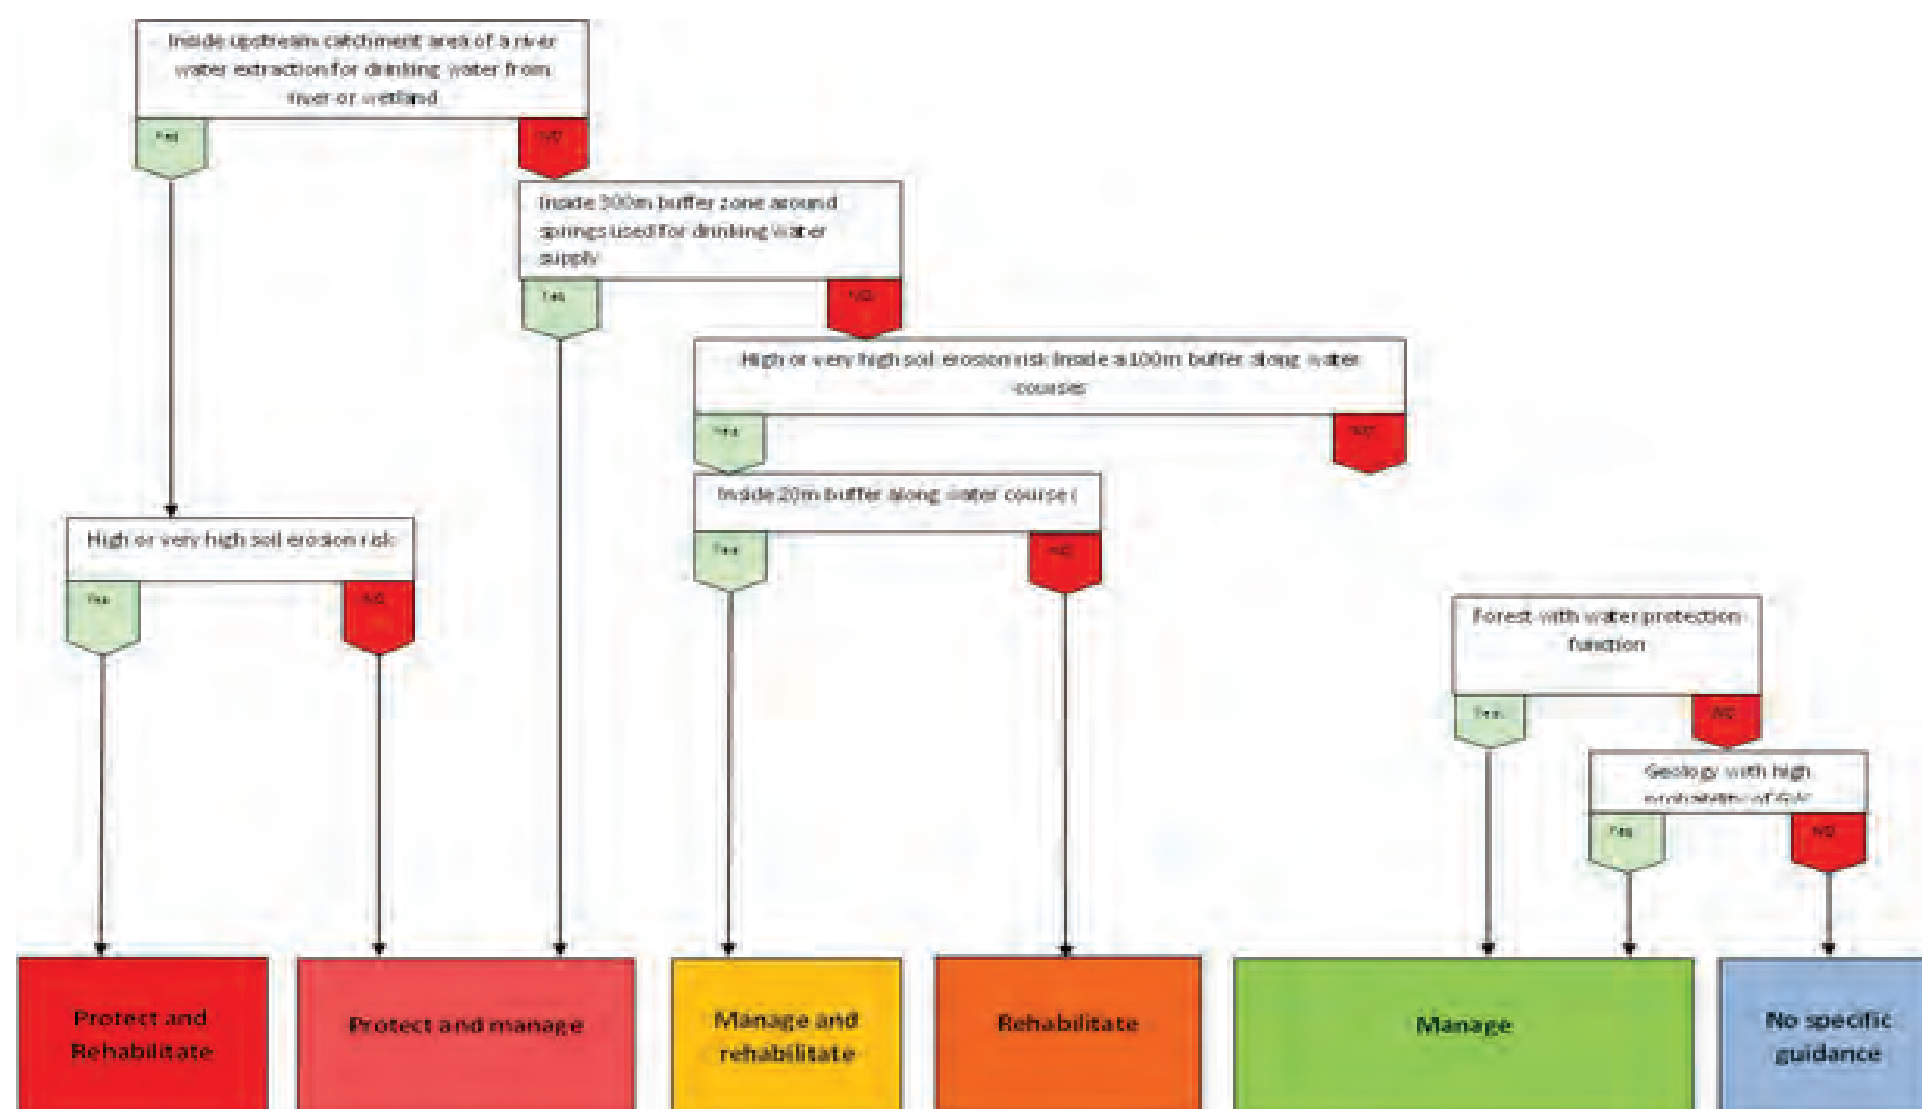 Inside upstream catchment area of a river
water extraction for drinking water from
river or wetland
Yes
NO
Inside 300m buffer zone around
springs used for drinking water
supply
Yes
NO
High or very high soil erosion risk Inside a 100m buffer along water
courses
Yes
NO
Inside 20m buffer along water course
Yes
NO
High or very high soil erosion risk
Yes
NO
Forest with water protection
function
Yes
NO
Geology with high
probability of
Yes
NO
Protect and
Rehabilitate
Protect and manage
Manage and
rehabilitate
Rehabilitate
Manage
No specific
guidance